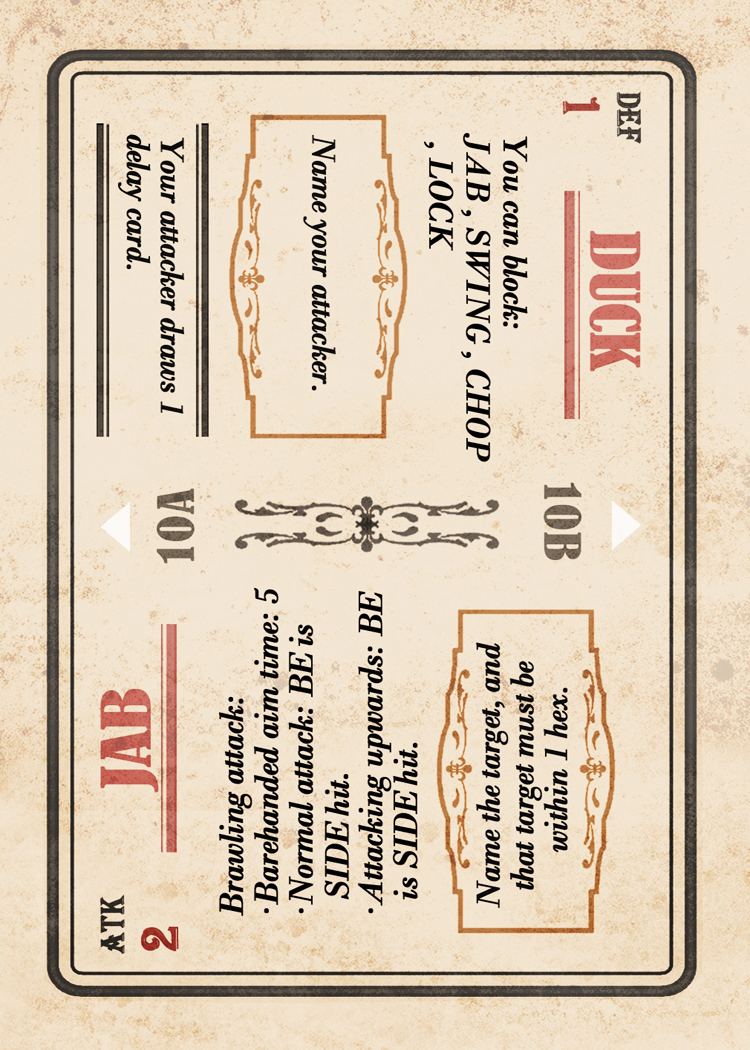 DEF
1
DUCK
You can block:
JAB , SWING , CHOP
, LOCK
Name your attacker.
Your attacker draws 1
delay card.
10B
10A
ATK
2
JAB
Brawling attack:
·Barehanded aim time: 5
·Normal attack: BE is
SIDE hit.
·Attacking upwards: BE
is SIDE hit.
Name the target, and
that target must be
within 1 hex.